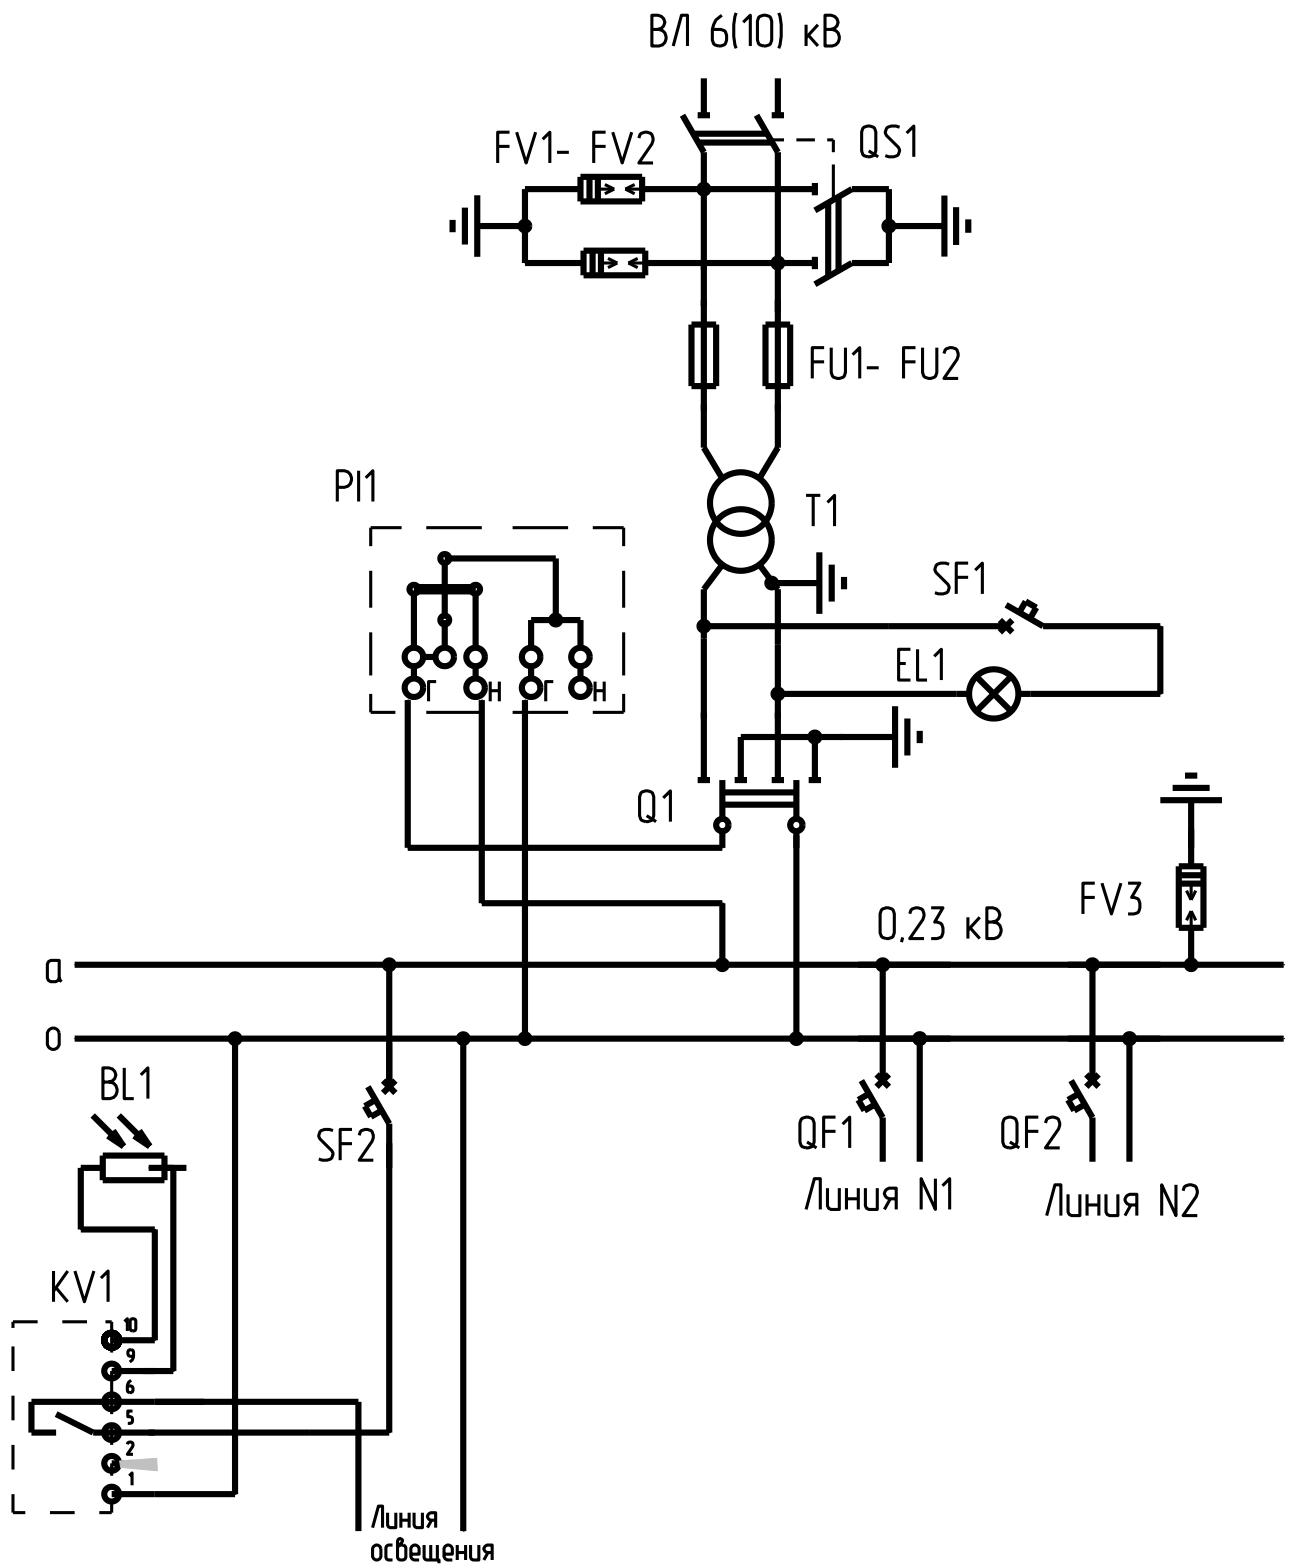 ВЛ 6(10) кВ
FV1- FV2
QS1
FU1- FU2
PI1
T1
SF1
EL1
Г Н Г Н
Q1
FV3
0,23 кВ
а
о
BL1
SF2
QF1
QF2
Линия N1
Линия N2
KV1
10
9
6
5
2
1
Линия
освещения